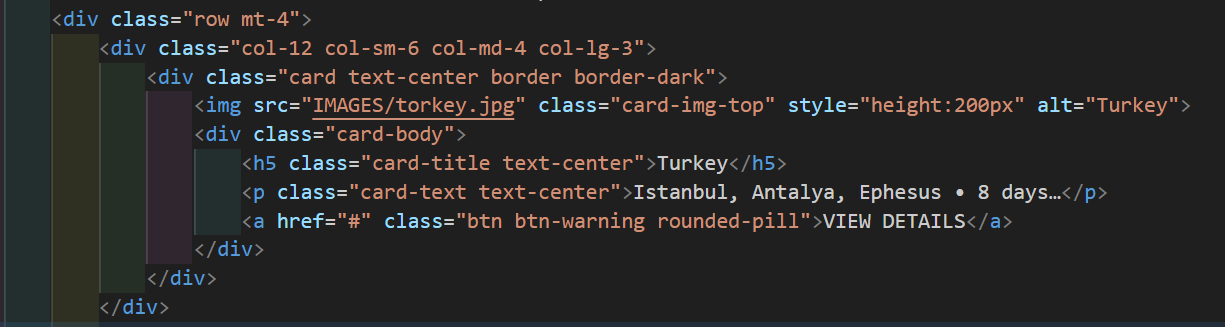 <div class="row mt-4">
<div class="col-12 col-sm-6 col-md-4 col-lg-3">
<div class="card text-center border border-dark">
<img src="IMAGES/torkey.jpg" class="card-img-top" style="height:200px" alt="Turkey">
<div class="card-body">
<h5 class="card-title text-center">Turkey</h5>
<p class="card-text text-center">Istanbul, Antalya, Ephesus • 8 days…</p>
<a href="#" class="btn btn-warning rounded-pill">VIEW DETAILS</a>
</div>
</div>
</div>